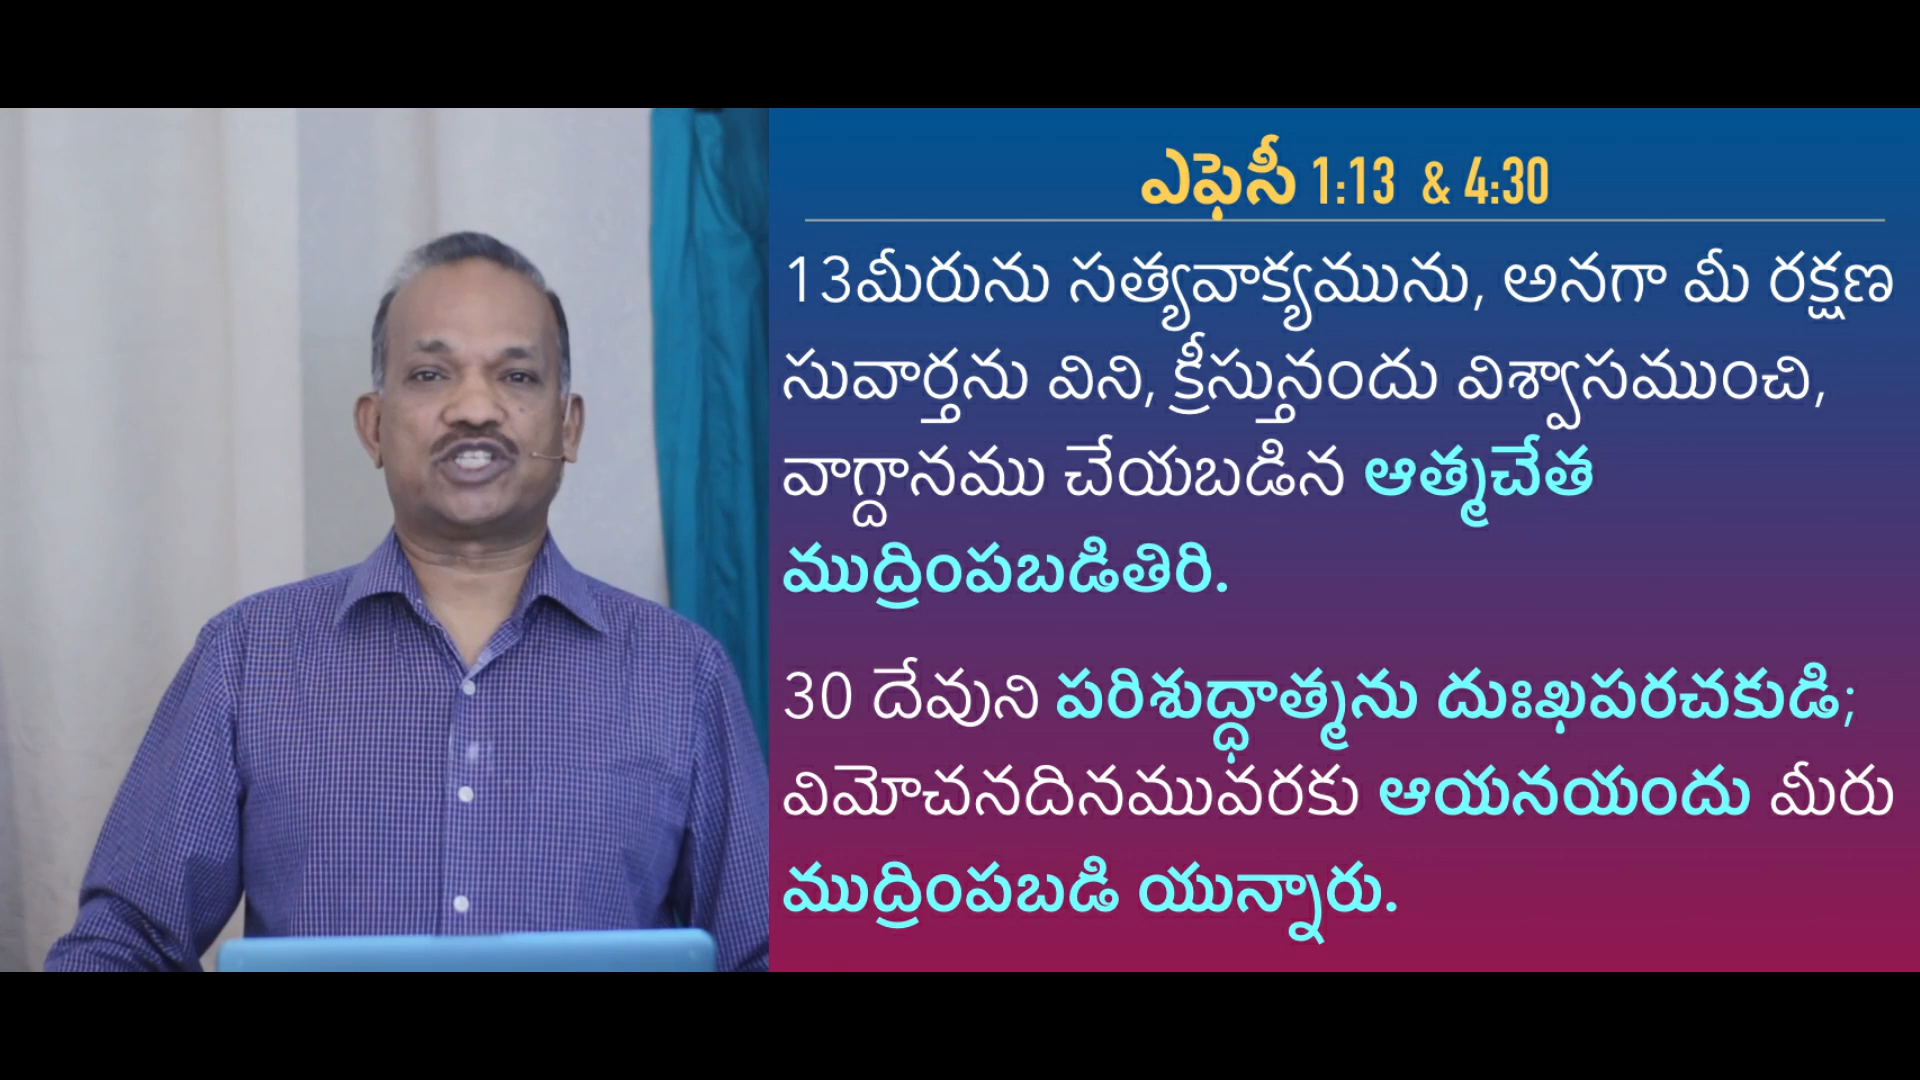 ఎఫెసీ 1:13 & 4:30
13మీరును సత్యవాక్యమును, అనగా మీ రక్షణ
సువార్తను విని, క్రీస్తునందు విశ్వాసముంచి,
వాగ్దానము చేయబడిన ఆత్మచేత
ముద్రింపబడితిరి.
30 దేవుని పరిశుద్ధాత్మను దుఃఖపరచకుడి;
విమోచనదినమువరకు ఆయనయందు మీరు
ముద్రింపబడి యున్నారు.